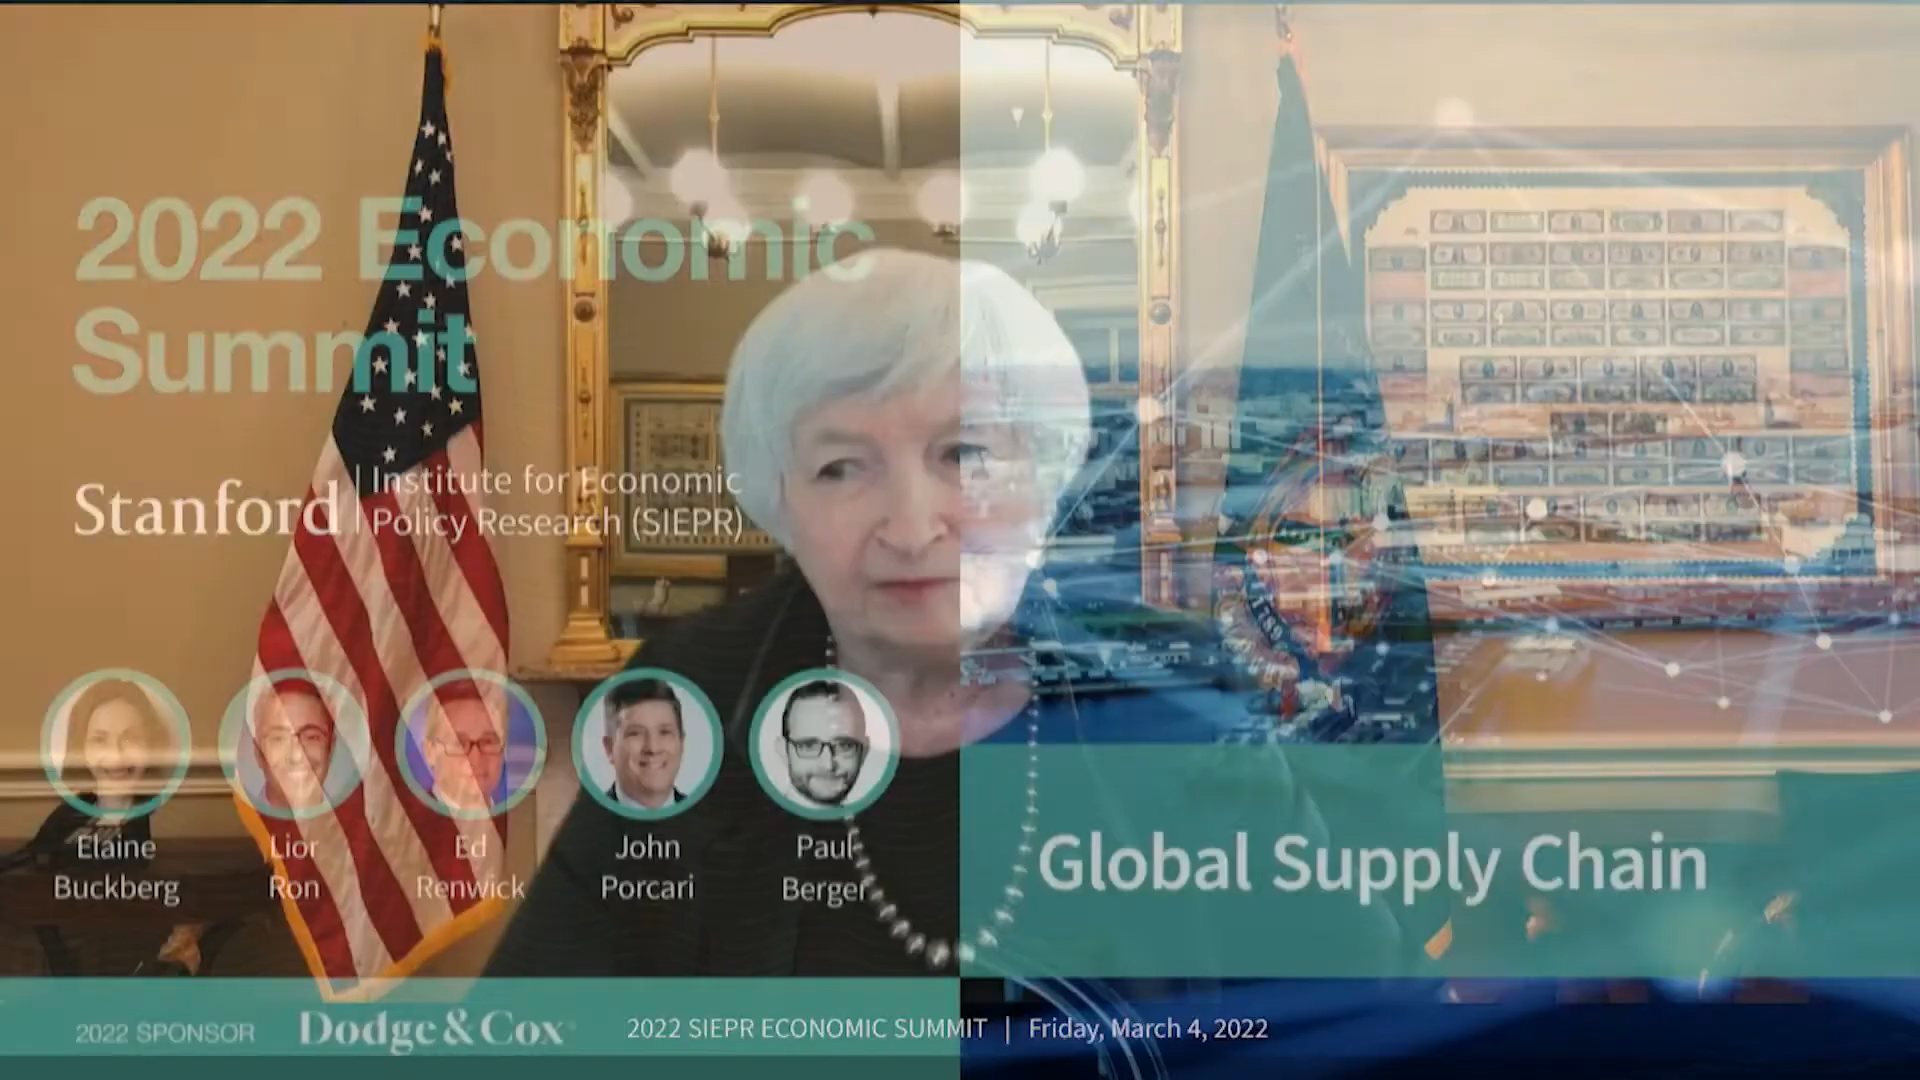 2022 Economic
Summit
Stanford
Institute for Economic
Policy Research (SIEPR)
Elaine
Buckberg
Lior
Ron
Ed
Renwick
John
Porcari
Paul
Berger
Global Supply Chain
2022 SPONSOR
Dodge & Cox
2022 SIEPR ECONOMIC SUMMIT | Friday, March 4, 2022
1789